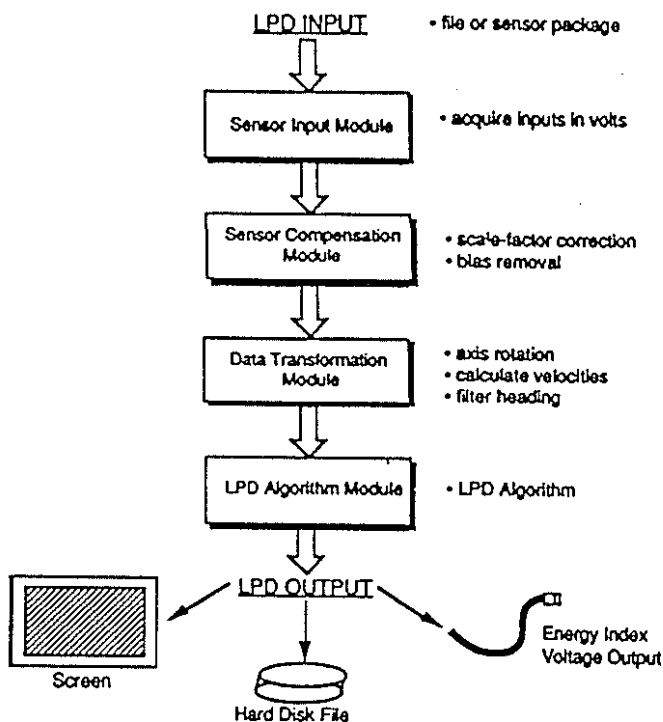 LPD INPUT
• file or sensor package
Sensor Input Module
• acquire inputs in volts
Sensor Compensation
Module
• scale-factor correction
• bias removal
Data Transformation
Module
• axis rotation
• calculate velocities
• filter heading
LPD Algorithm Module
• LPD Algorithm
LPD OUTPUT
Screen
Hard Disk File
Energy Index
Voltage Output